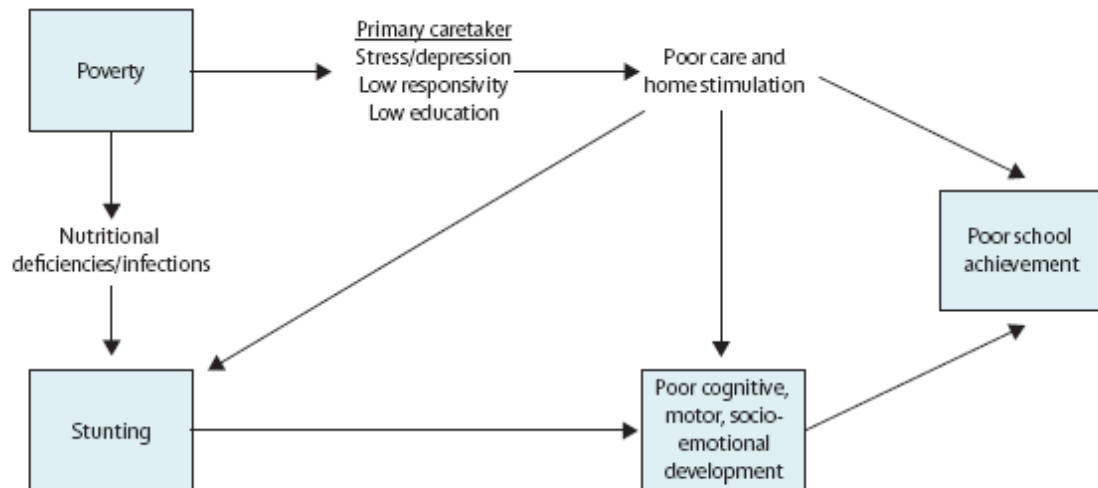 Poverty
Primary caretaker
Stress/depression
Low responsivity
Low education
Poor care and
home stimulation
Nutritional
deficiencies/infections
Poor school
achievement
Stunting
Poor cognitive,
motor, socio-
emotional
development